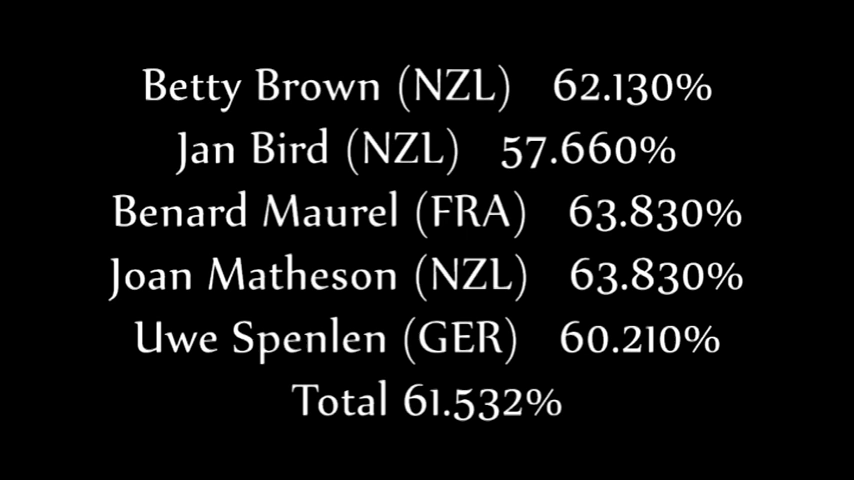 Betty Brown (NZL) 62.130%
Jan Bird (NZL) 57.660%
Benard Maurel (FRA) 63.830%
Joan Matheson (NZL) 63.830%
Uwe Spenlen (GER) 60.210%
Total 61.532%